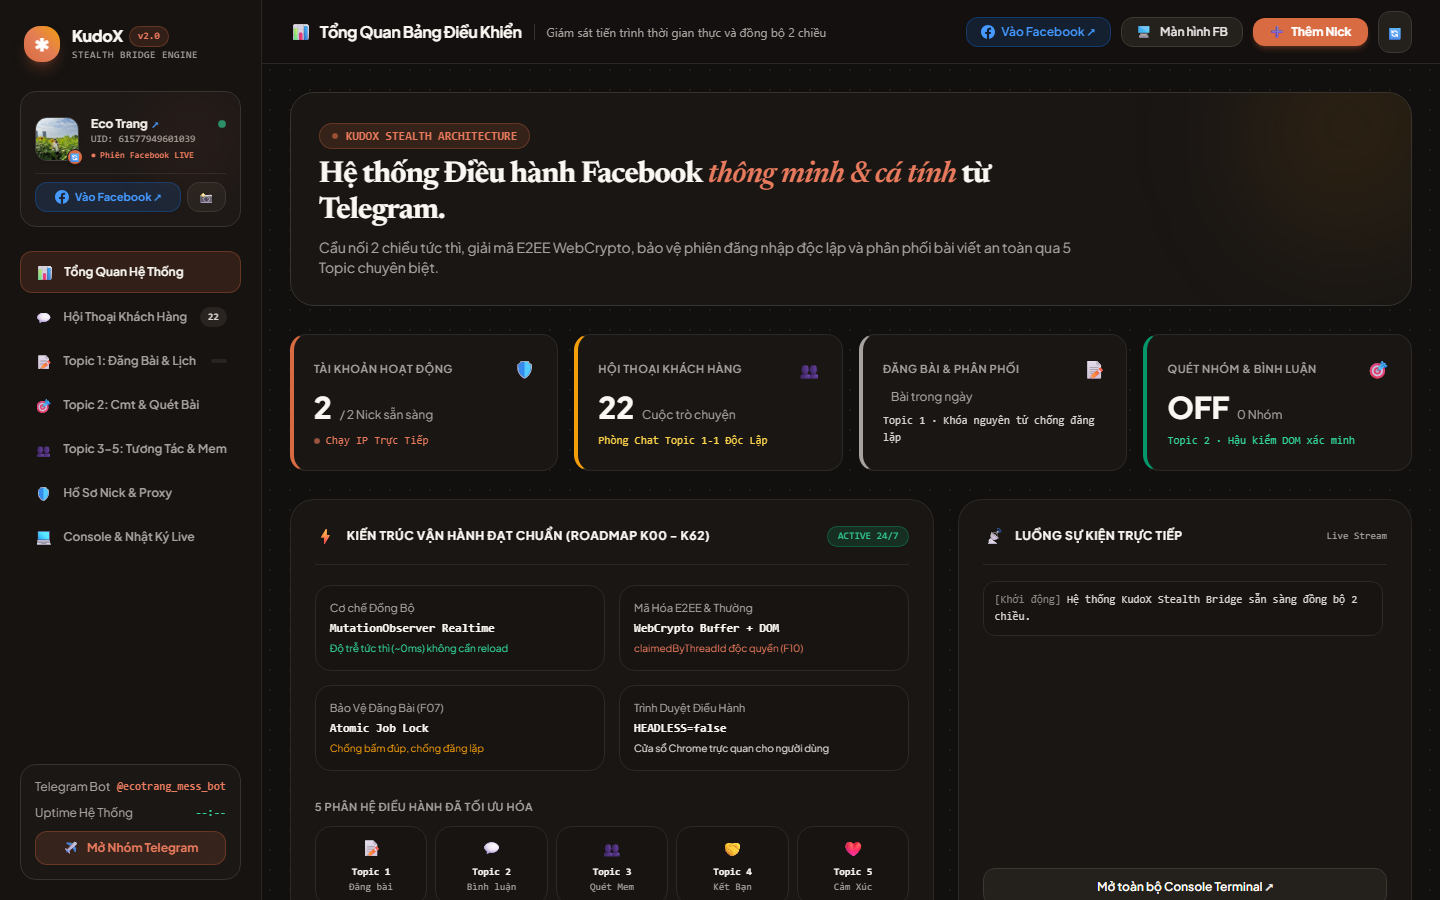 KudoX v2.0
STEALTH BRIDGE ENGINE
Eco Trang ↗
UID: 61577949601039
● Phiên Facebook LIVE
Vào Facebook ↗
Tổng Quan Hệ Thống
Hội Thoại Khách Hàng 22
Topic 1: Đăng Bài & Lịch
Topic 2: Cmt & Quét Bài
Topic 3-5: Tương Tác & Mem
Hồ Sơ Nick & Proxy
Console & Nhật Ký Live
Telegram Bot @ecotrang_mess_bot
Uptime Hệ Thống --:--
Mở Nhóm Telegram
Tổng Quan Bảng Điều Khiển Giám sát tiến trình thời gian thực và đồng bộ 2 chiều
Vào Facebook ↗ Màn hình FB Thêm Nick
● KUDOX STEALTH ARCHITECTURE
Hệ thống Điều hành Facebook thông minh & cá tính từ
Telegram.
Cầu nối 2 chiều tức thì, giải mã E2EE WebCrypto, bảo vệ phiên đăng nhập độc lập và phân phối bài viết an toàn qua 5
Topic chuyên biệt.
TÀI KHOẢN HOẠT ĐỘNG
2 / 2 Nick sẵn sàng
● Chạy IP Trực Tiếp
HỘI THOẠI KHÁCH HÀNG
22 Cuộc trò chuyện
Phòng Chat Topic 1-1 Độc Lập
ĐĂNG BÀI & PHÂN PHỐI
Bài trong ngày
Topic 1 · Khóa nguyên tử chống đăng
lặp
QUÉT NHÓM & BÌNH LUẬN
OFF 0 Nhóm
Topic 2 · Hậu kiểm DOM xác minh
KIẾN TRÚC VẬN HÀNH ĐẠT CHUẨN (ROADMAP K00 – K62) ACTIVE 24/7
Cơ chế Đồng Bộ
MutationObserver Realtime
Độ trễ tức thì (~0ms) không cần reload
Mã Hóa E2EE & Thường
WebCrypto Buffer + DOM
claimedByThreadId độc quyền (F10)
Bảo Vệ Đăng Bài (F07)
Atomic Job Lock
Chống bấm đúp, chống đăng lặp
Trình Duyệt Điều Hành
HEADLESS=false
Cửa sổ Chrome trực quan cho người dùng
5 PHÂN HỆ ĐIỀU HÀNH ĐÃ TỐI ƯU HÓA
Topic 1
Đăng bài
Topic 2
Bình luận
Topic 3
Quét Mem
Topic 4
Kết Bạn
Topic 5
Cảm Xúc
LUỒNG SỰ KIỆN TRỰC TIẾP Live Stream
[Khởi động] Hệ thống KudoX Stealth Bridge sẵn sàng đồng bộ 2
chiều.
Mở toàn bộ Console Terminal ↗